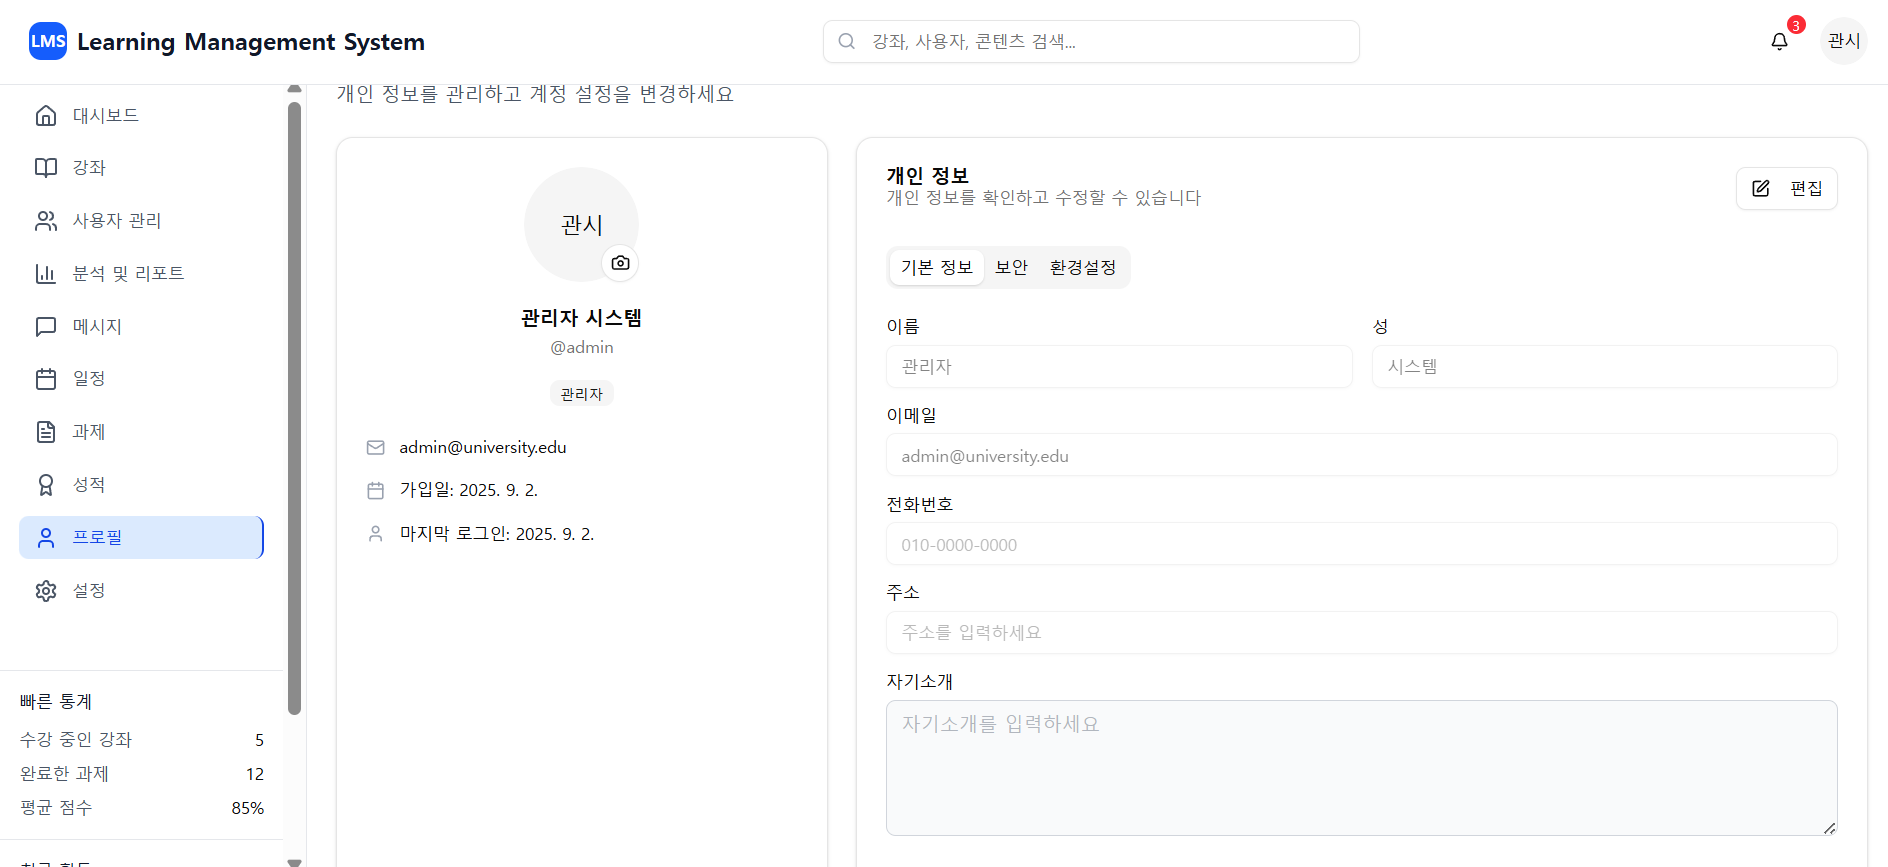 LMS Learning Management System
강좌, 사용자, 콘텐츠 검색...
3
관시
대시보드
강좌
사용자 관리
분석 및 리포트
메시지
일정
과제
성적
프로필
설정
빠른 통계
수강 중인 강좌 5
완료한 과제 12
평균 점수 85%
개인 정보를 관리하고 계정 설정을 변경하세요
관시
관리자 시스템
@admin
관리자
admin@university.edu
가입일: 2025. 9. 2.
마지막 로그인: 2025. 9. 2.
개인 정보
개인 정보를 확인하고 수정할 수 있습니다
편집
기본 정보 보안 환경설정
이름 성
관리자 시스템
이메일
admin@university.edu
전화번호
010-0000-0000
주소
주소를 입력하세요
자기소개
자기소개를 입력하세요